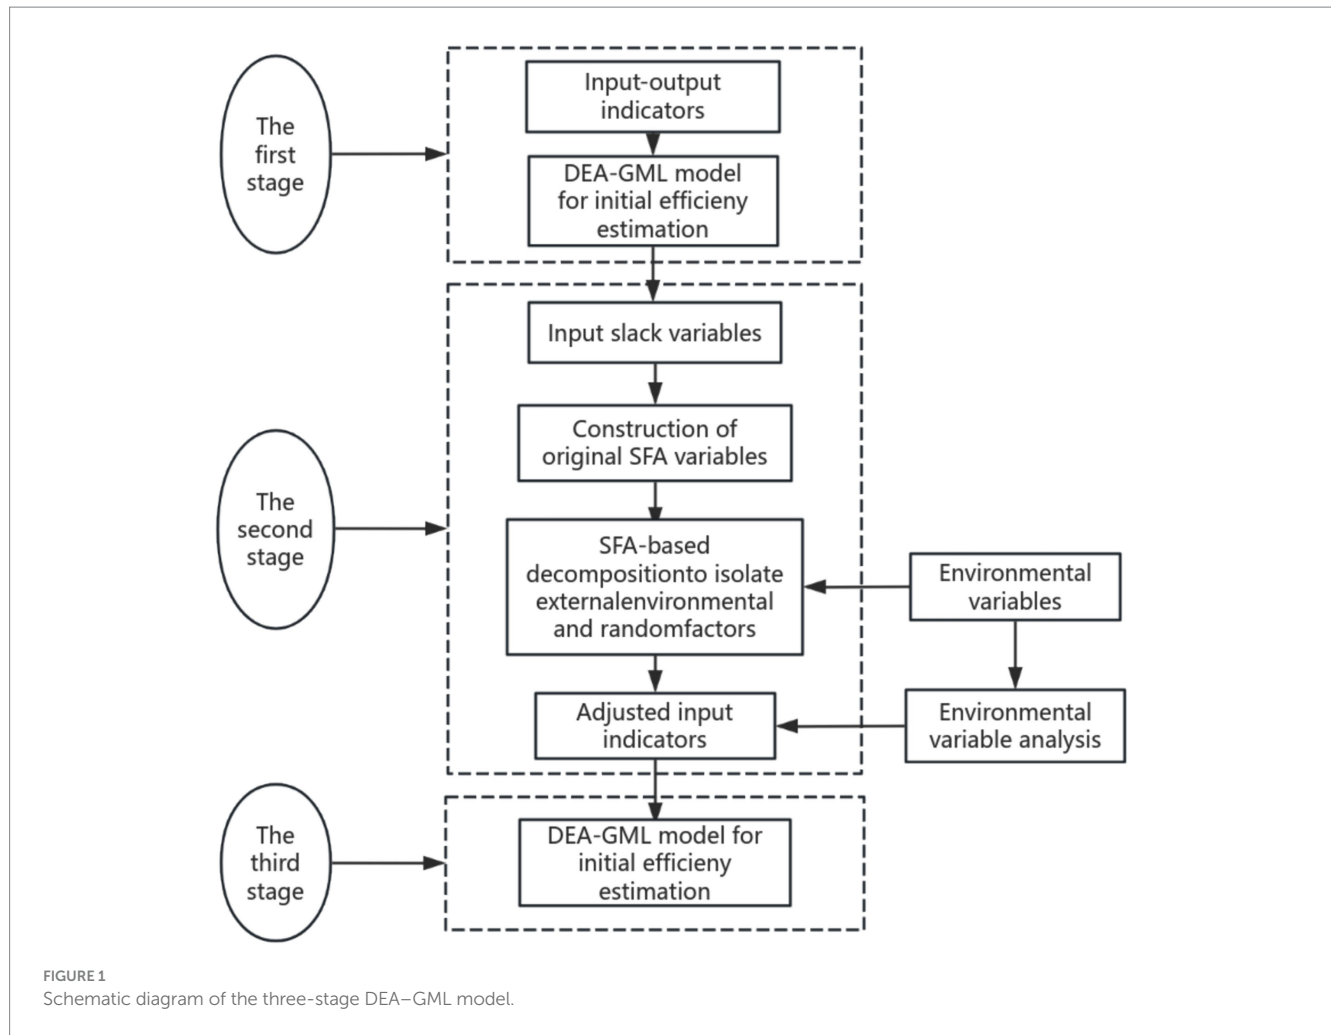 The
first
stage
Input-output
indicators
DEA-GML model
for initial efficieny
estimation
The
second
stage
Input slack variables
Construction of
original SFA variables
SFA-based
decompositionto isolate
externalenvironmental
and randomfactors
Environmental
variables
Adjusted input
indicators
Environmental
variable analysis
The
third
stage
DEA-GML model for
initial efficieny
estimation
FIGURE 1
Schematic diagram of the three-stage DEA–GML model.